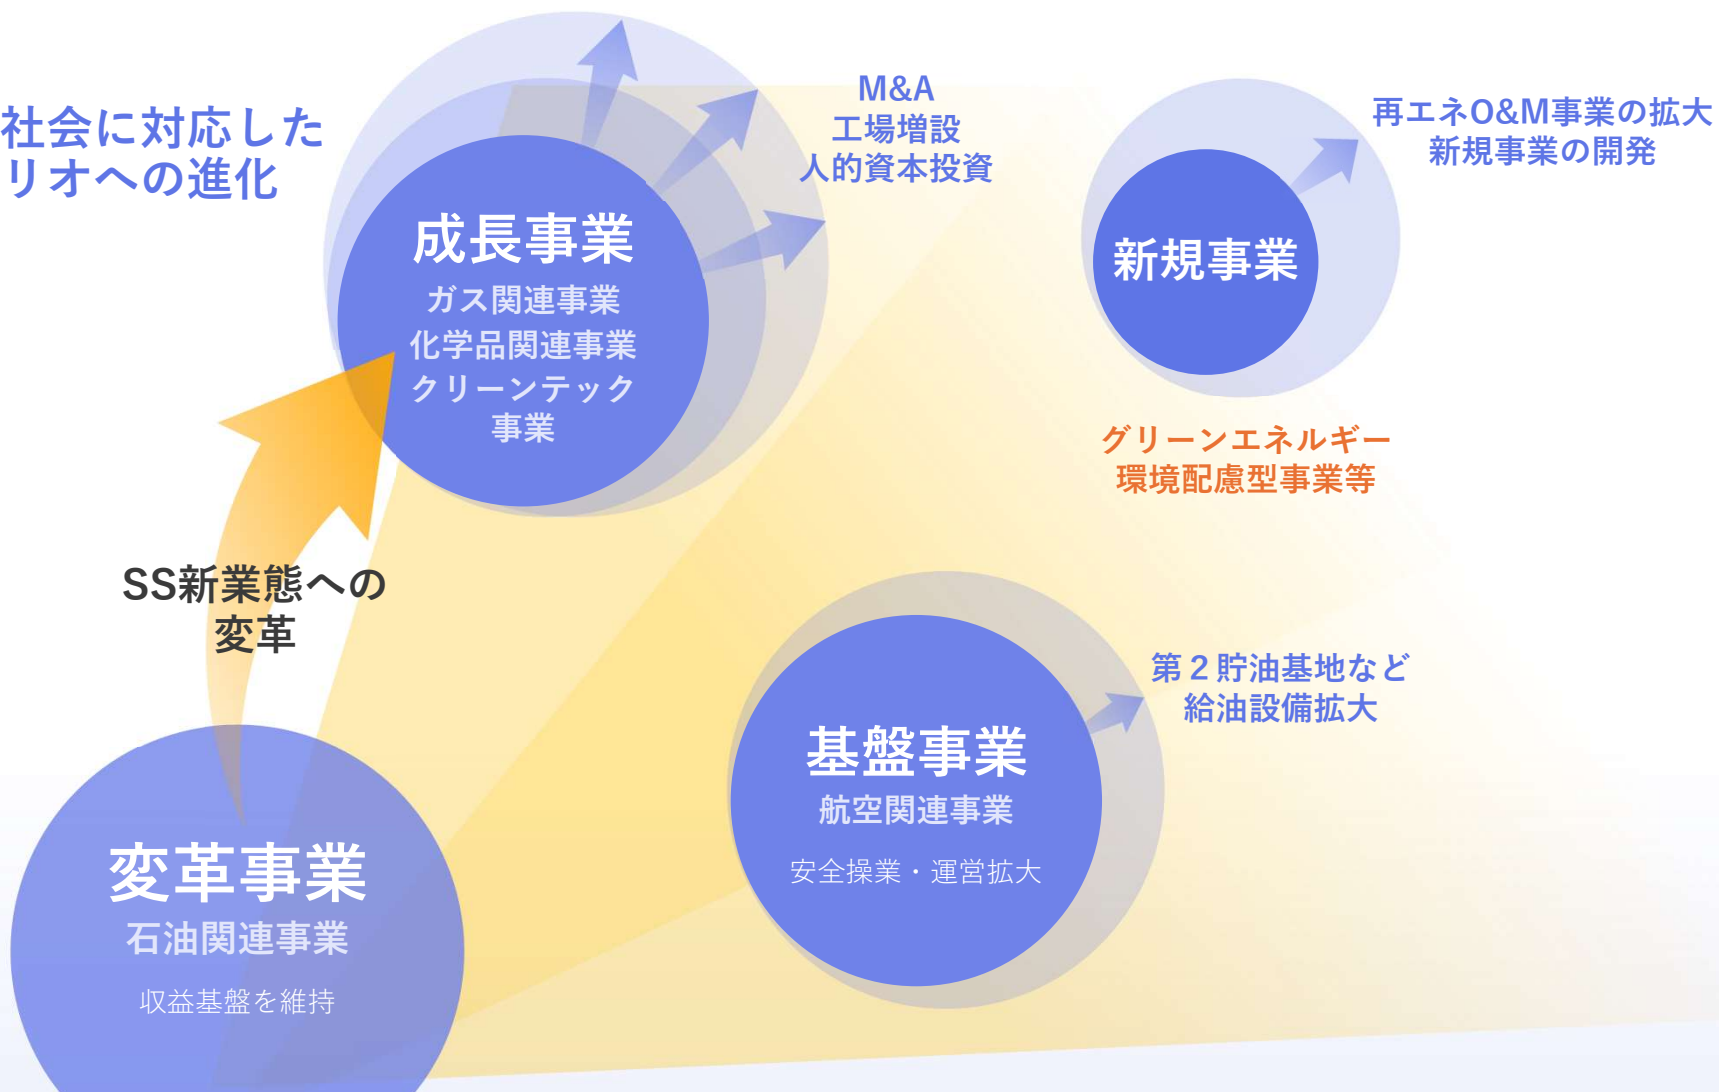 社会に対応した
リオへの進化
M&A
工場増設
人的資本投資
再エネO&M事業の拡大
新規事業の開発
成長事業
ガス関連事業
化学品関連事業
クリーンテック
事業
新規事業
グリーンエネルギー
環境配慮型事業等
SS新業態への
変革
第２貯油基地など
給油設備拡大
基盤事業
航空関連事業
安全操業・運営拡大
変革事業
石油関連事業
収益基盤を維持